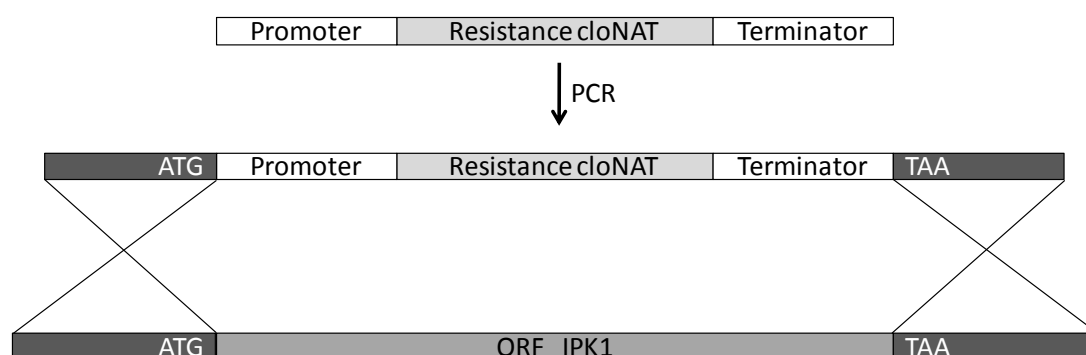 Promoter Resistance cloNAT Terminator
PCR
ATG Promoter Resistance cloNAT Terminator TAA
ATG ORF IPK1 TAA